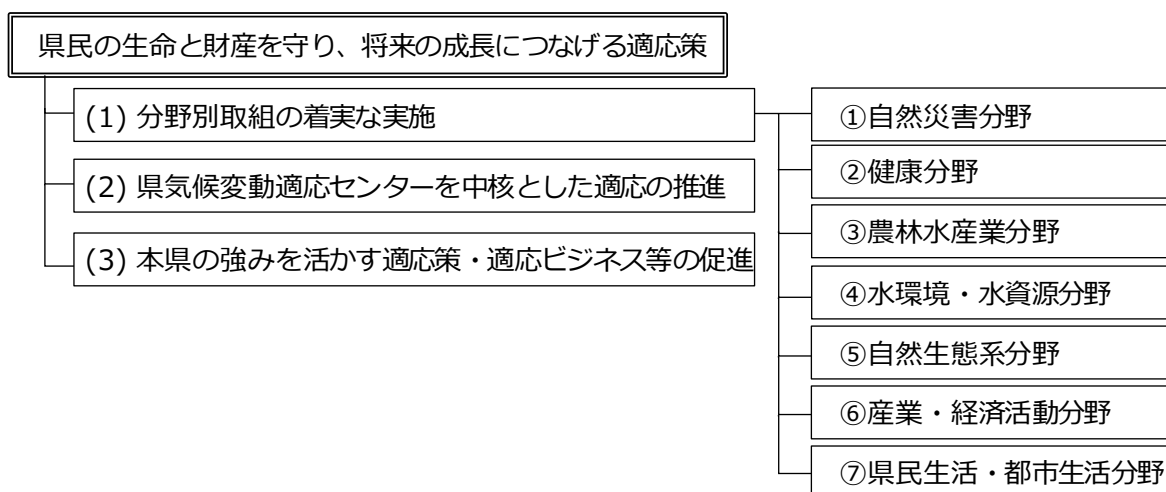 県民の生命と財産を守り、将来の成長につなげる適応策
(1) 分野別取組の着実な実施
(2) 県気候変動適応センターを中核とした適応の推進
(3) 本県の強みを活かす適応策・適応ビジネス等の促進
①自然災害分野
②健康分野
③農林水産業分野
④水環境・水資源分野
⑤自然生態系分野
⑥産業・経済活動分野
⑦県民生活・都市生活分野